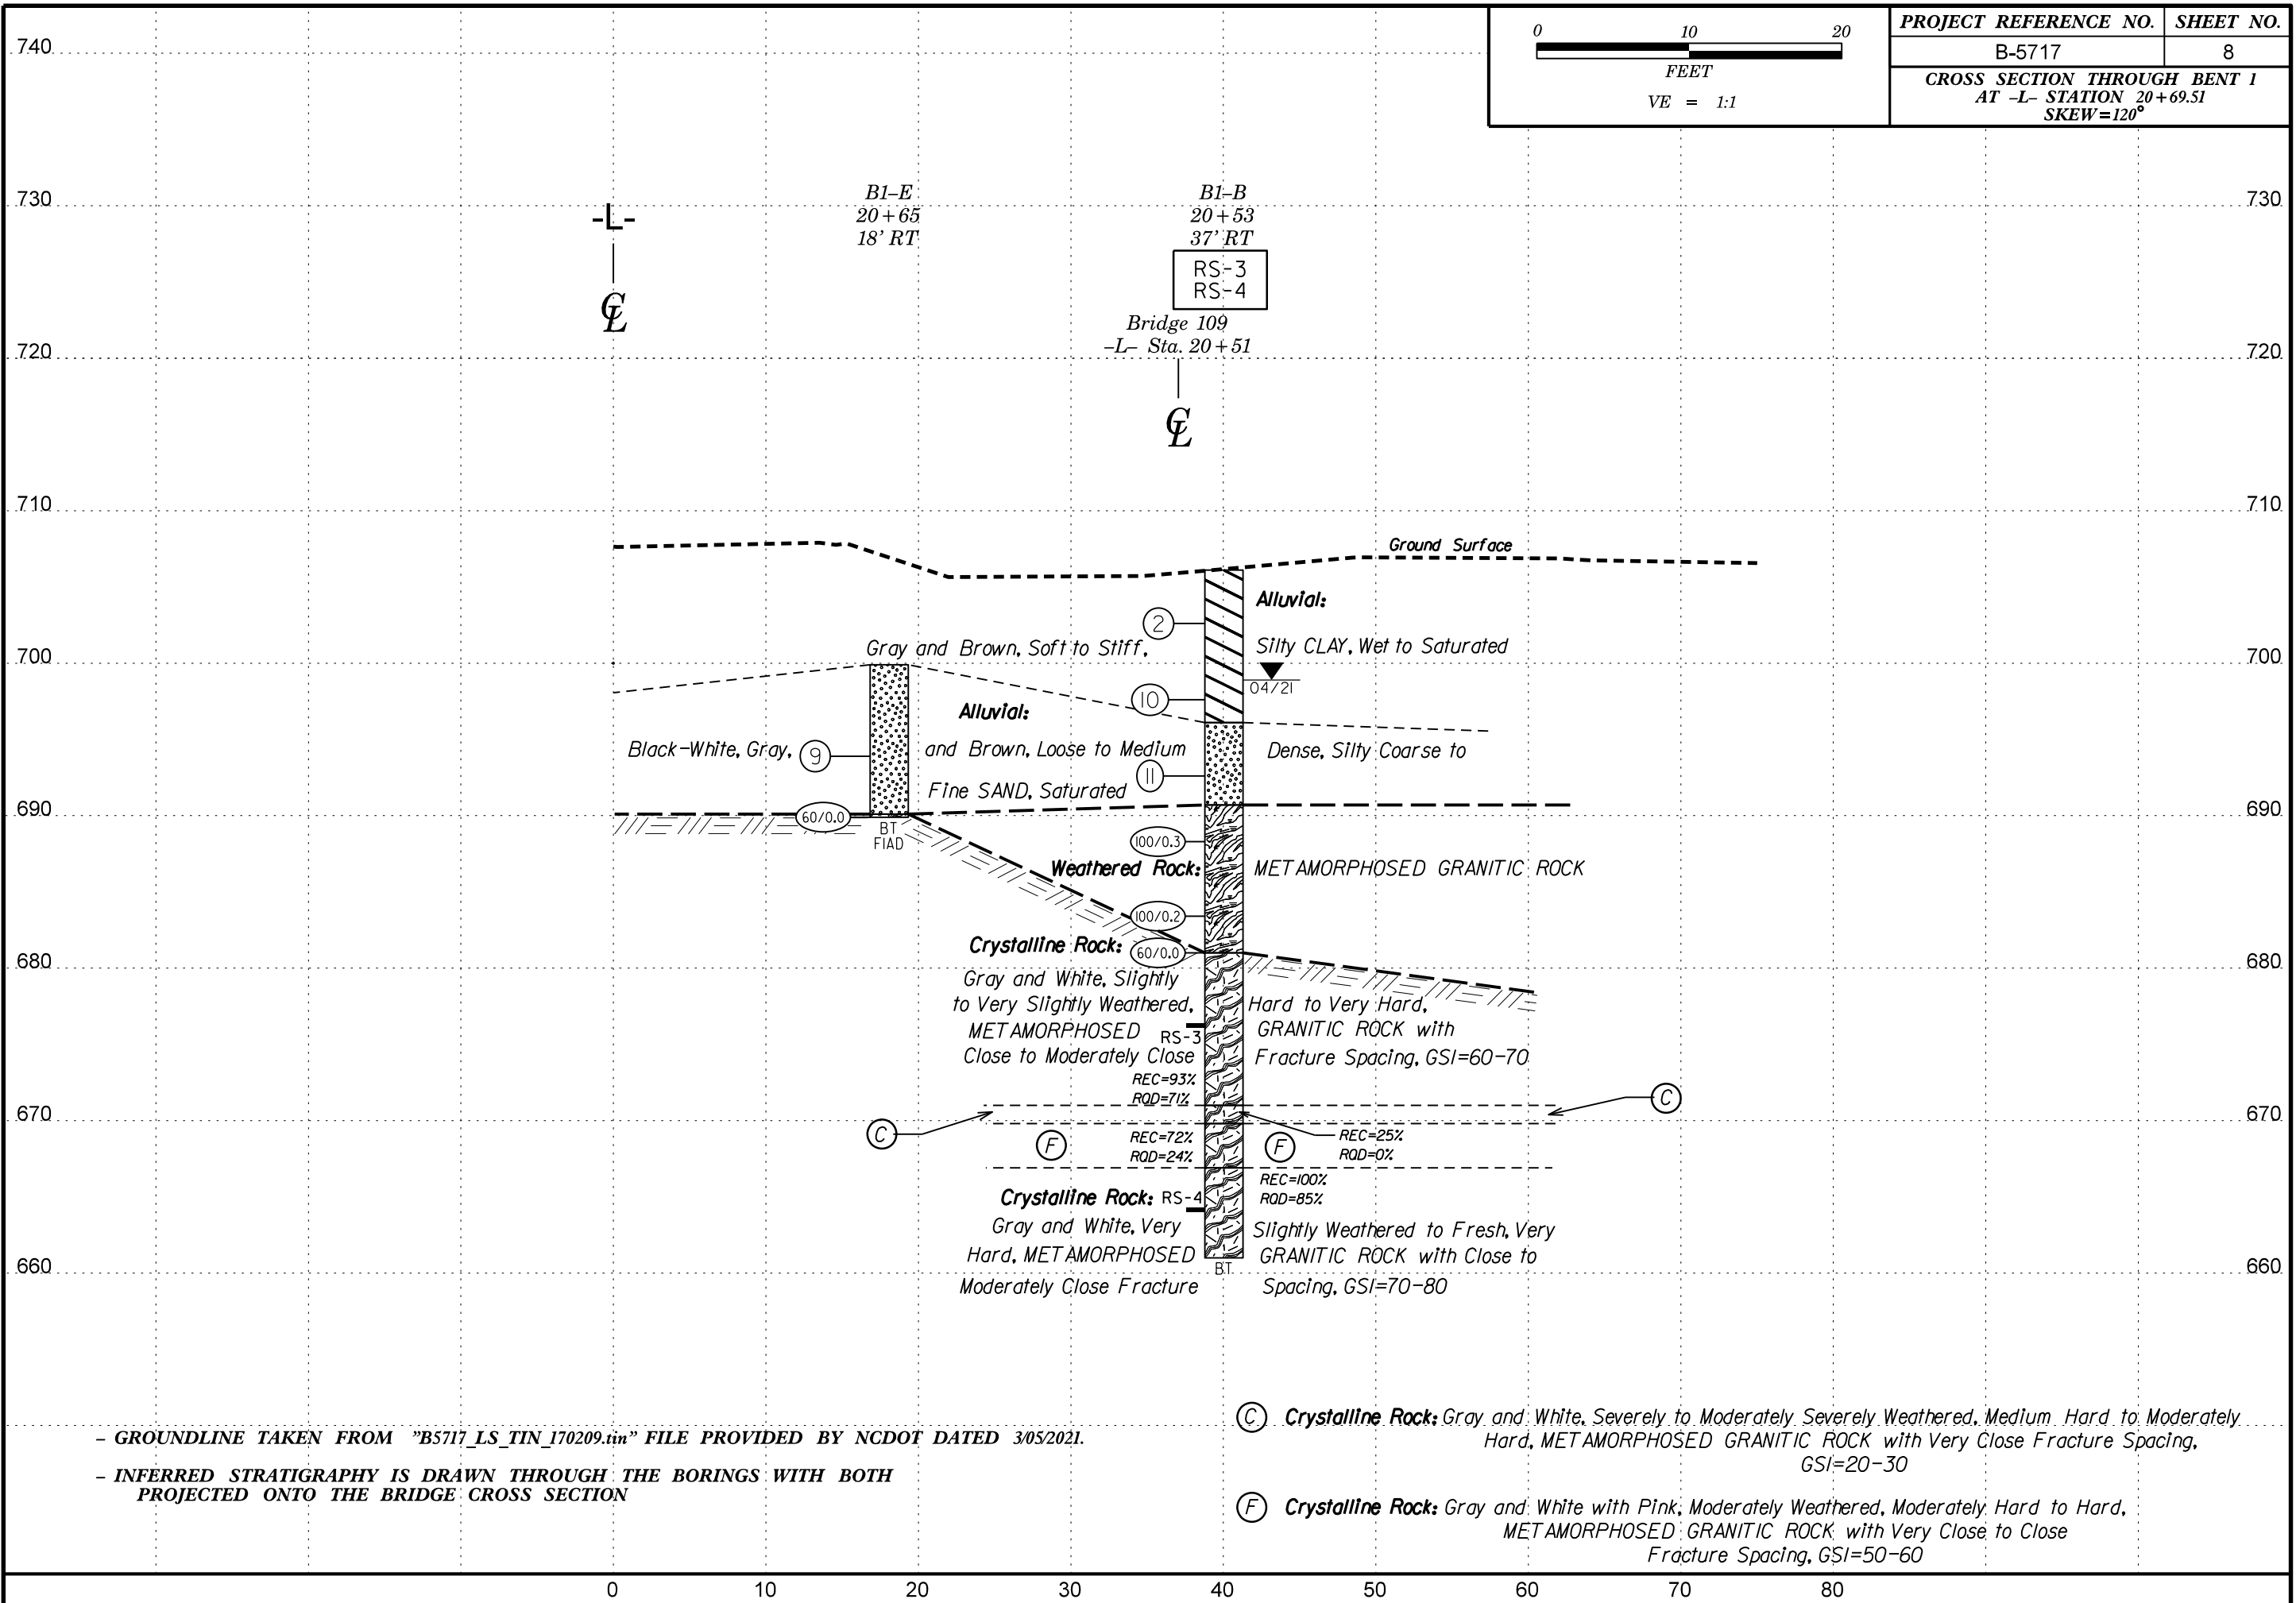 0 10 20
FEET
VE = 1:1
PROJECT REFERENCE NO. SHEET NO.
B-5717 8
CROSS SECTION THROUGH BENT 1
AT -L- STATION 20+69.51
SKEW=120°
740
730 730
720 720
710 710
700 700
690 690
680 680
670 670
660 660
-L-
℄
B1-E
20+65
18' RT
B1-B
20+53
37' RT
RS-3
RS-4
Bridge 109
-L- Sta. 20+51
℄
Ground Surface
Alluvial:
2
Gray and Brown, Soft to Stiff, Silty CLAY, Wet to Saturated
04/21
10
Alluvial:
Black-White, Gray, 9 and Brown, Loose to Medium Dense, Silty Coarse to
11
Fine SAND, Saturated
60/0.0
BT
FIAD
100/0.3
Weathered Rock: METAMORPHOSED GRANITIC ROCK
100/0.2
Crystalline Rock: 60/0.0
Gray and White, Slightly
to Very Slightly Weathered, Hard to Very Hard,
METAMORPHOSED GRANITIC ROCK with
RS-3
Close to Moderately Close Fracture Spacing, GSI=60-70
REC=93%
RQD=71%
C
C
F
REC=72%
RQD=24%
F
REC=25%
RQD=0%
REC=100%
RQD=85%
Crystalline Rock: RS-4
Gray and White, Very Slightly Weathered to Fresh, Very
Hard, METAMORPHOSED GRANITIC ROCK with Close to
BT
Moderately Close Fracture Spacing, GSI=70-80
C Crystalline Rock: Gray and White, Severely to Moderately Severely Weathered, Medium Hard to Moderately
Hard, METAMORPHOSED GRANITIC ROCK with Very Close Fracture Spacing,
GSI=20-30
F Crystalline Rock: Gray and White with Pink, Moderately Weathered, Moderately Hard to Hard,
METAMORPHOSED GRANITIC ROCK with Very Close to Close
Fracture Spacing, GSI=50-60
- GROUNDLINE TAKEN FROM "B5717_LS_TIN_170209.tin" FILE PROVIDED BY NCDOT DATED 3/05/2021.
- INFERRED STRATIGRAPHY IS DRAWN THROUGH THE BORINGS WITH BOTH
PROJECTED ONTO THE BRIDGE CROSS SECTION
0 10 20 30 40 50 60 70 80